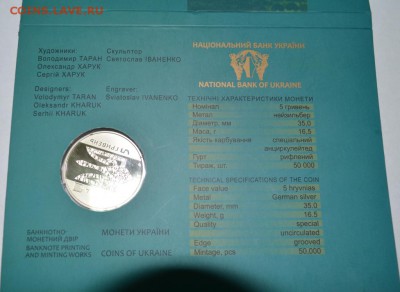 COINS.LAVE.RU
Художники:
Володимир ТАРАН
Олександр ХАРУК
Сергій ХАРУК
Скульптор
Святослав ІВАНЕНКО
Designers:
Volodymyr TARAN
Oleksandr KHARUK
Serhii KHARUK
Engraver:
Sviatoslav IVANENKO
БАНКНОТНО-
МОНЕТНИЙ ДВІР
BANKNOTE PRINTING
AND MINTING WORKS
МОНЕТИ УКРАЇНИ
COINS OF UKRAINE
НАЦІОНАЛЬНИЙ БАНК УКРАЇНИ
NATIONAL BANK OF UKRAINE
ТЕХНІЧНІ ХАРАКТЕРИСТИКИ МОНЕТИ
Номінал 5 гривень
Метал нейзильбер
Діаметр, мм 35.0
Маса, г 16.5
Якість карбування спеціальний
анциркулейтед
Гурт рифлений
Тираж, шт. 50 000
TECHNICAL SPECIFICATIONS OF THE COIN
Face value 5 hryvnias
Metal German silver
Diameter, mm 35.0
Weight, g 16.5
Quality special
uncirculated
Edge grooved
Mintage, pcs 50,000